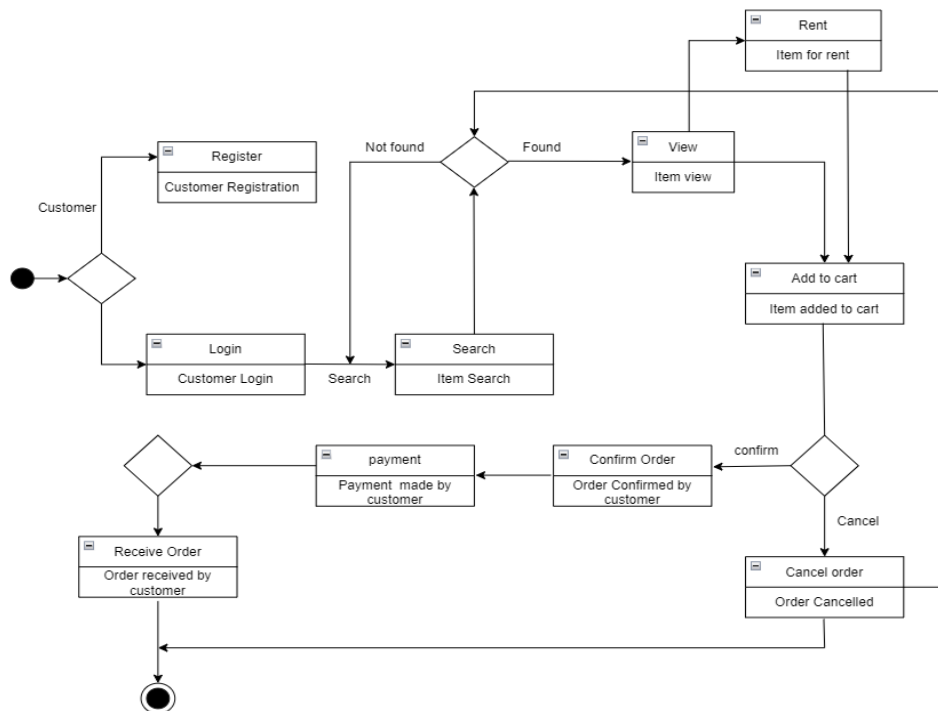 Rent
Item for rent
Not found
Found
View
Item view
Register
Customer Registration
Customer
Add to cart
Item added to cart
Login
Customer Login
Search
Search
Item Search
confirm
Confirm Order
Order Confirmed by
customer
payment
Payment made by
customer
Cancel
Receive Order
Order received by
customer
Cancel order
Order Cancelled